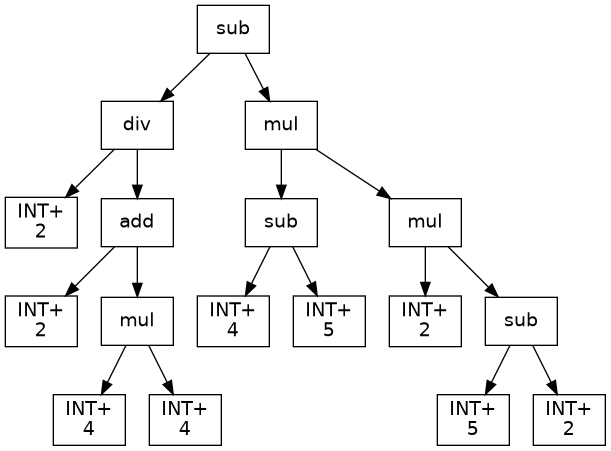 sub
div
mul
INT+
2
add
sub
mul
INT+
2
mul
INT+
4
INT+
5
INT+
2
sub
INT+
4
INT+
4
INT+
5
INT+
2